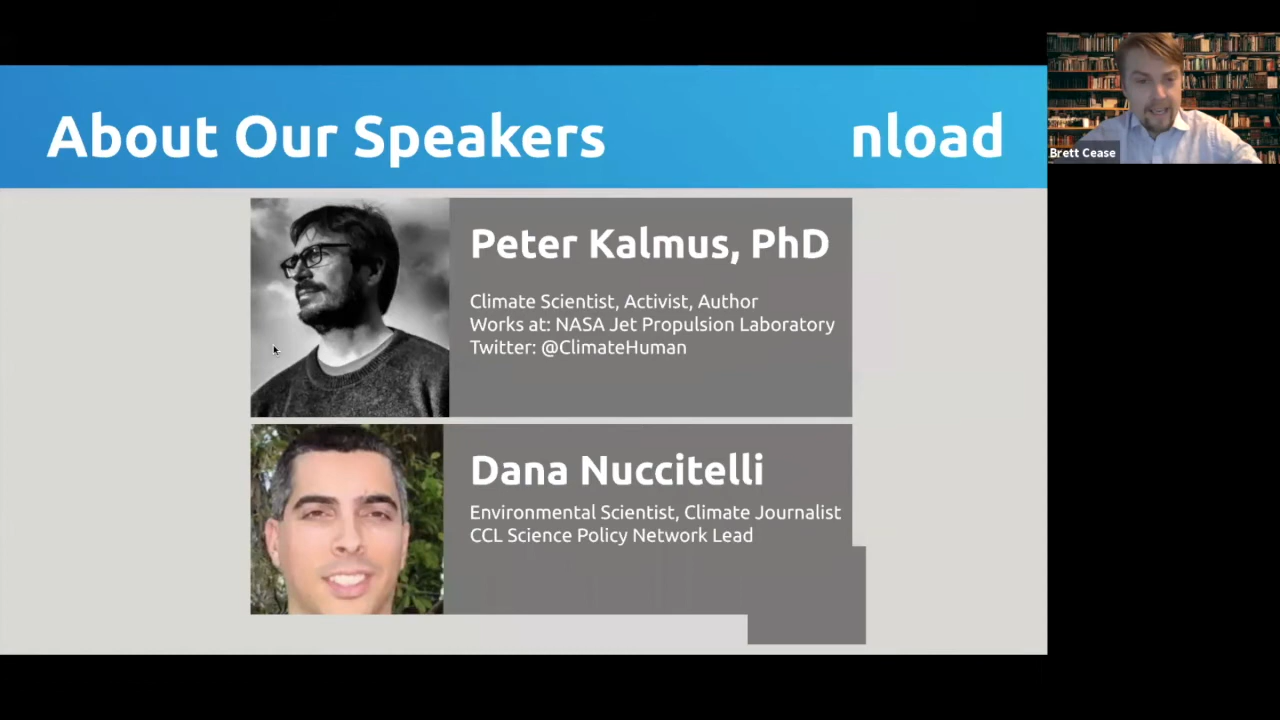 About Our Speakers
nload
Brett Cease
Peter Kalmus, PhD
Climate Scientist, Activist, Author
Works at: NASA Jet Propulsion Laboratory
Twitter: @ClimateHuman
Dana Nuccitelli
Environmental Scientist, Climate Journalist
CCL Science Policy Network Lead